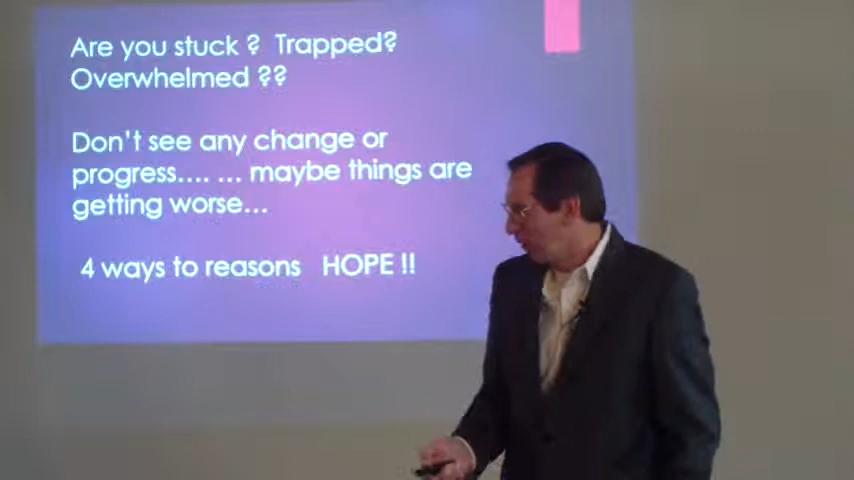 Are you stuck ? Trapped?
Overwhelmed ??
Don't see any change or
progress.... ... maybe things are
getting worse...
4 ways to reasons HOPE !!